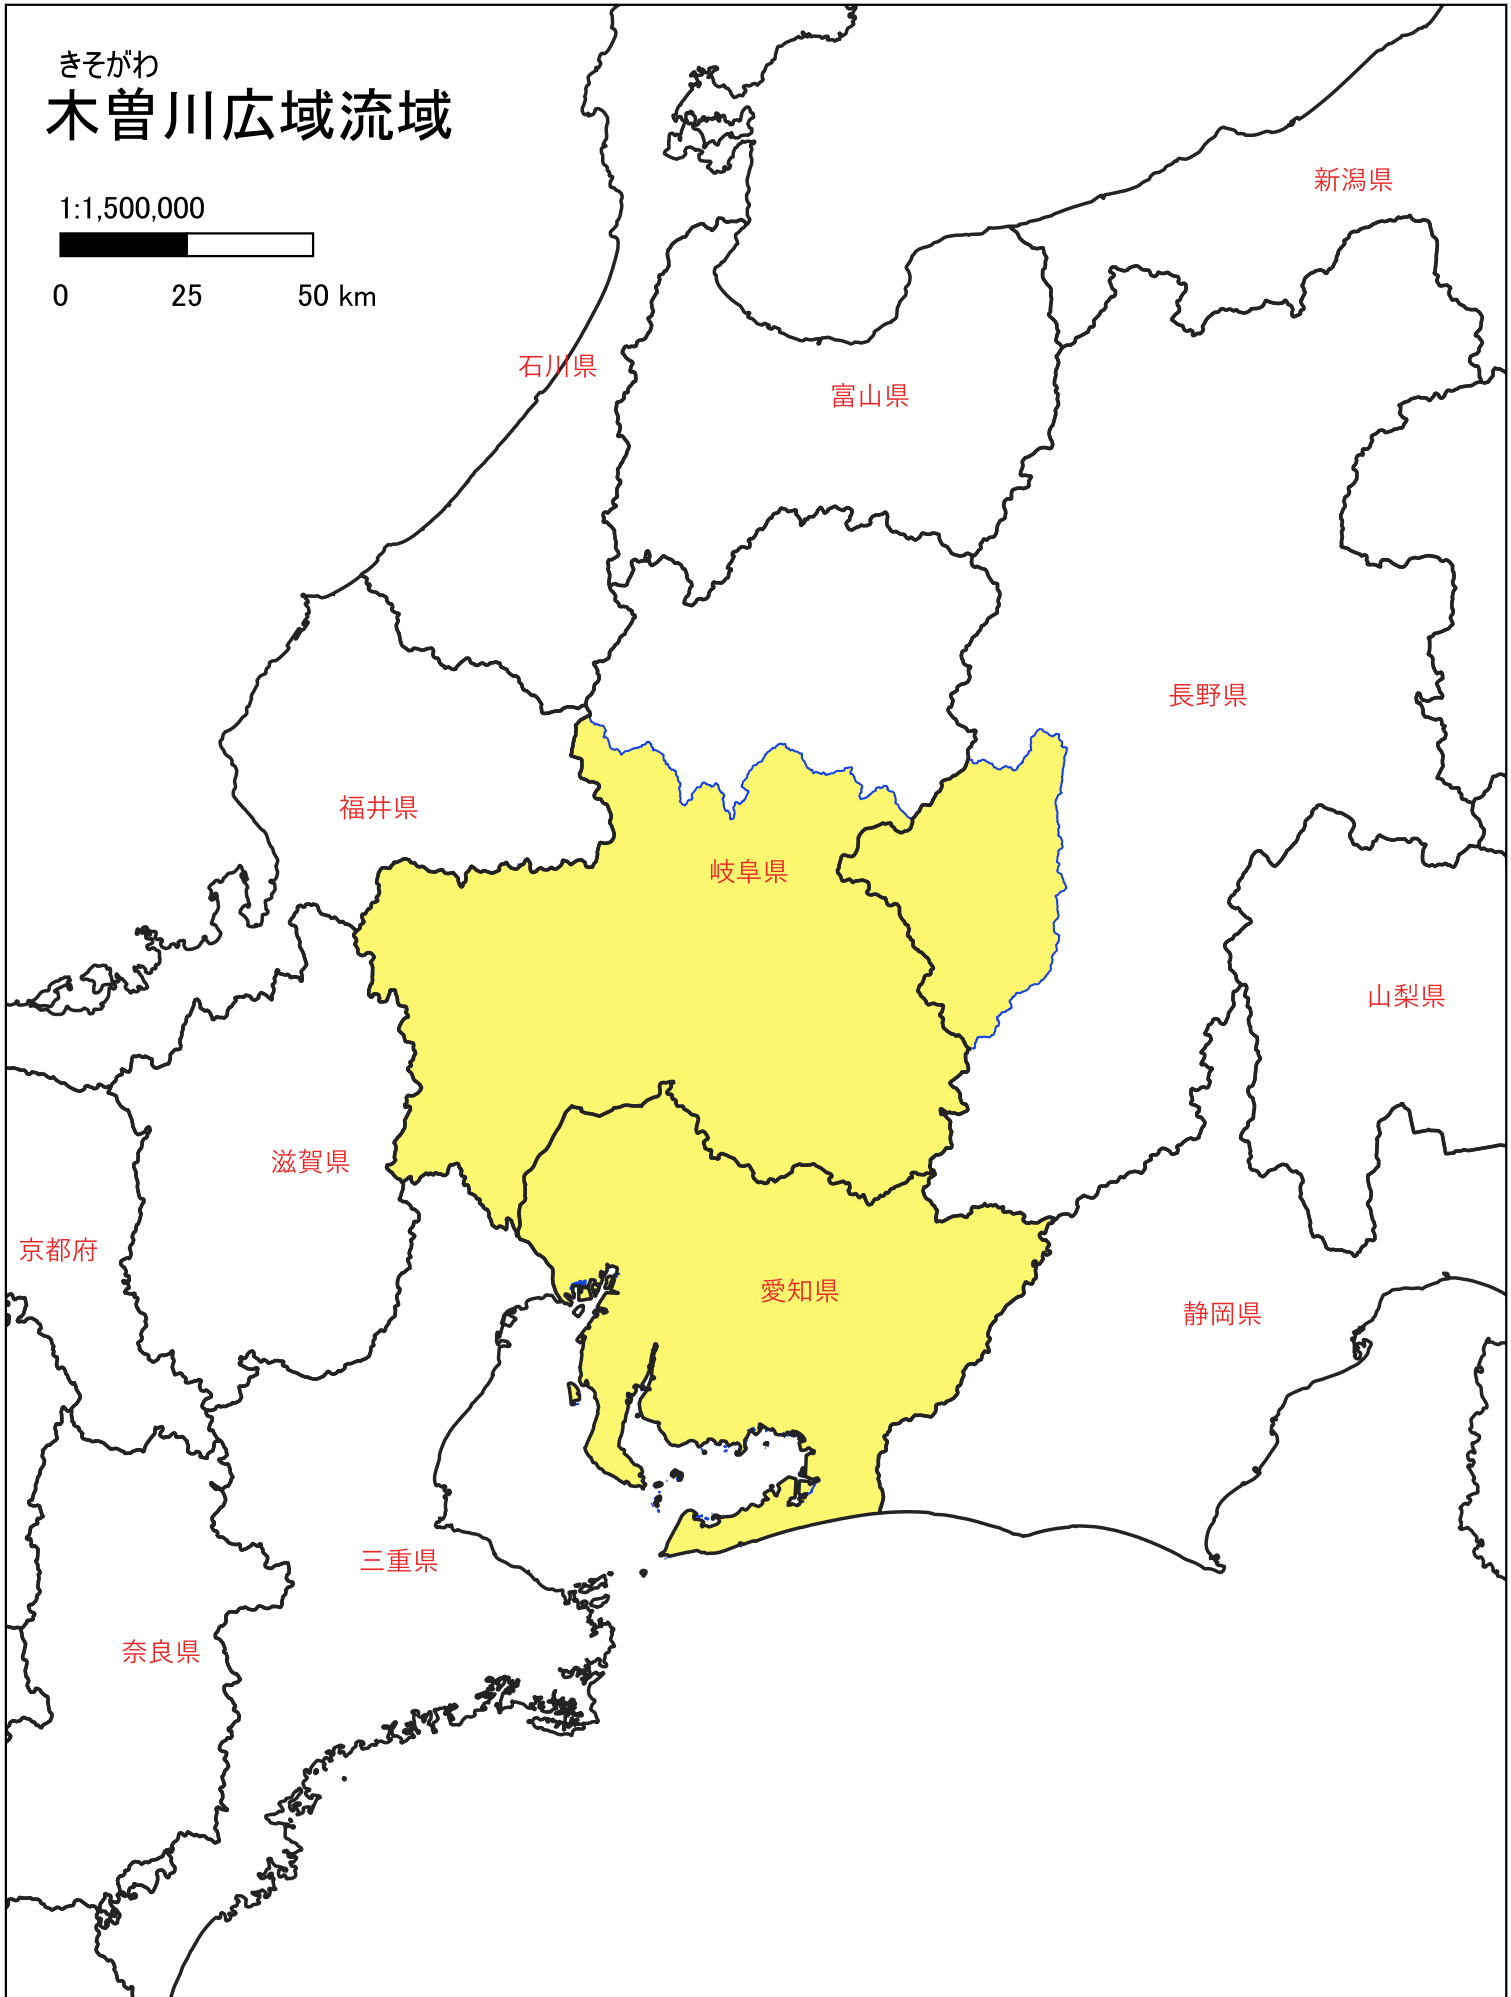 きそがわ
木曽川広域流域
1:1,500,000
0 25 50 km
新潟県
石川県
富山県
長野県
福井県
岐阜県
山梨県
滋賀県
京都府
愛知県
静岡県
三重県
奈良県